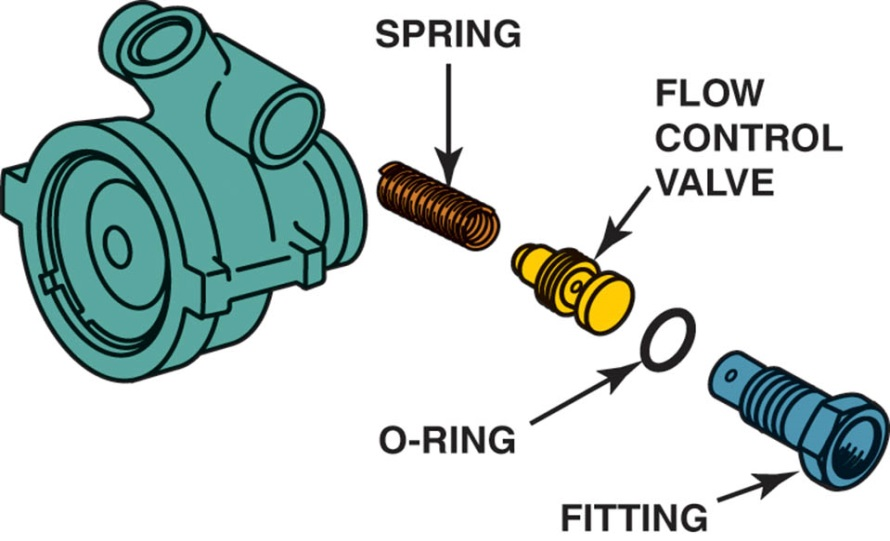 SPRING
FLOW
CONTROL
VALVE
O-RING
FITTING